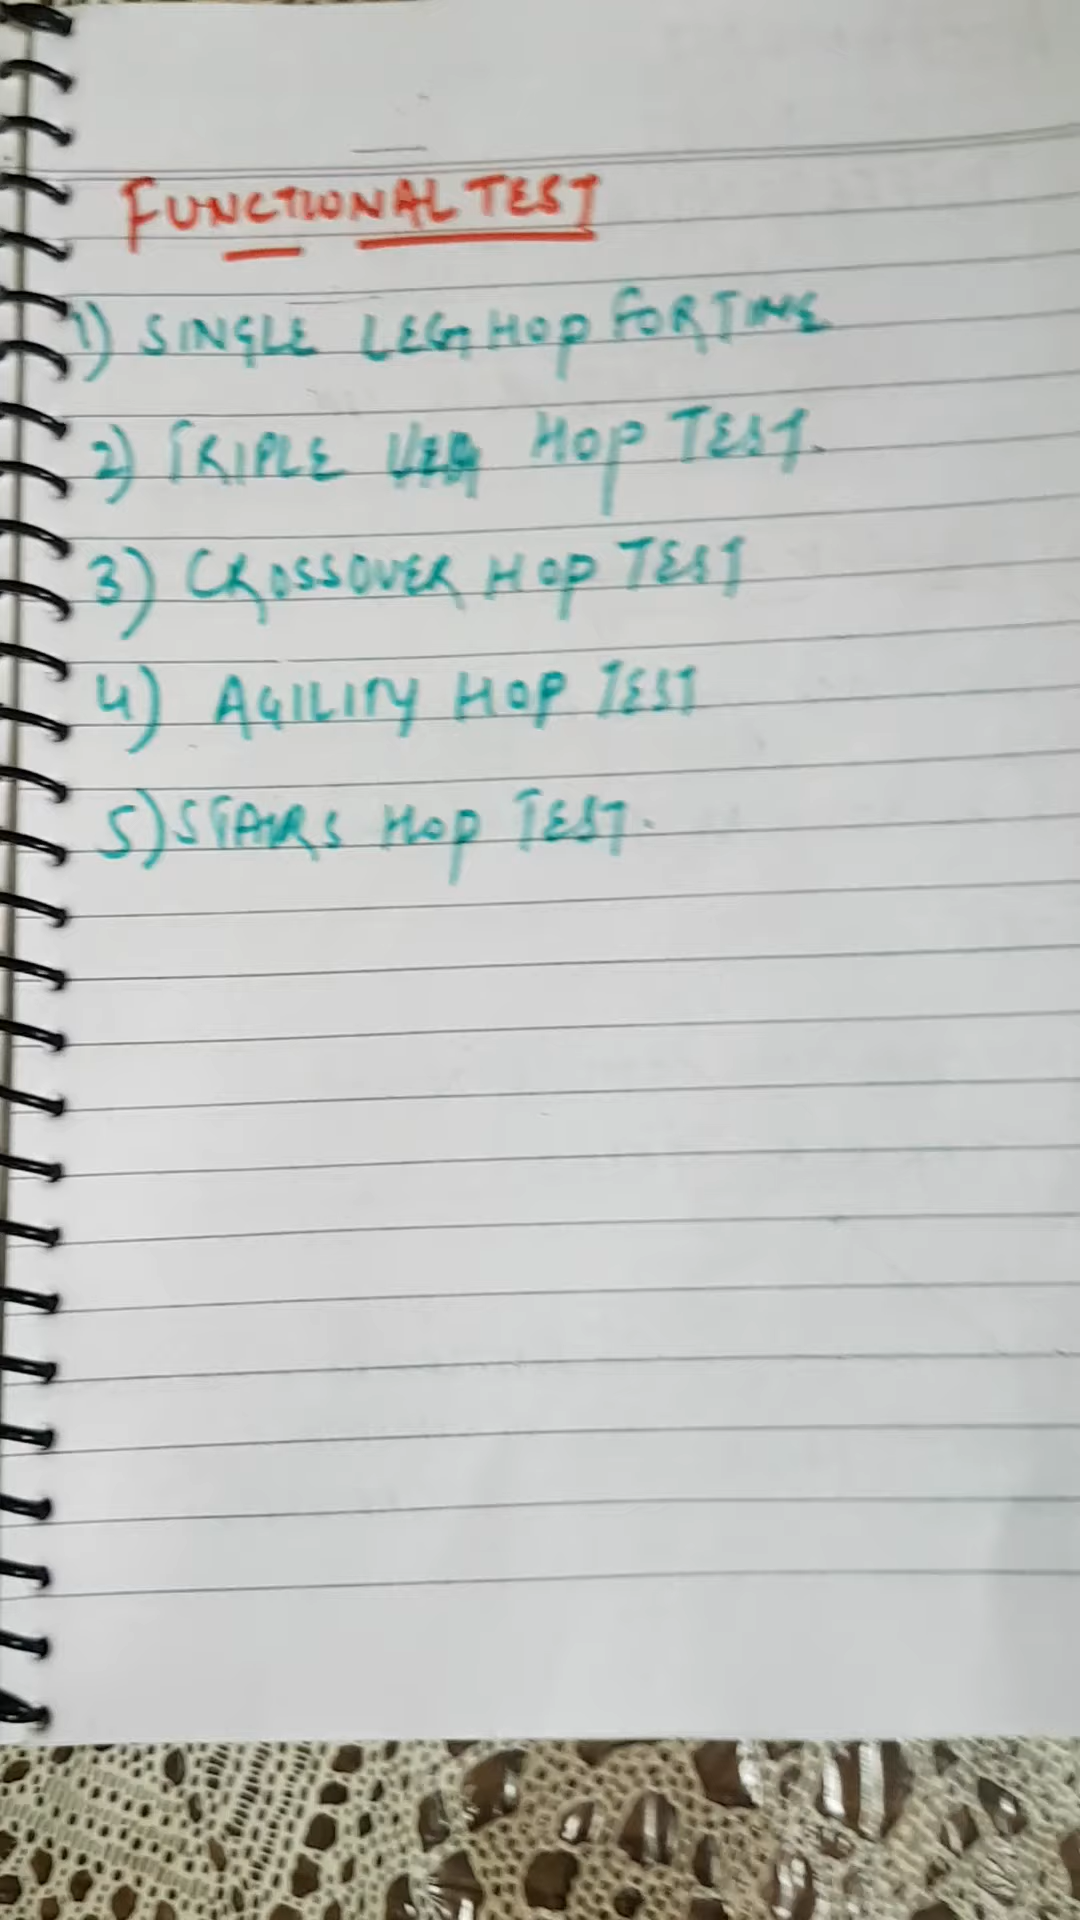 FUNCTIONAL TEST
1) SINGLE LEG HOP FOR TIME
2) TRIPLE LEG HOP TEST.
3) CROSSOVER HOP TEST
4) AGILITY HOP TEST
5) STAIRS HOP TEST.